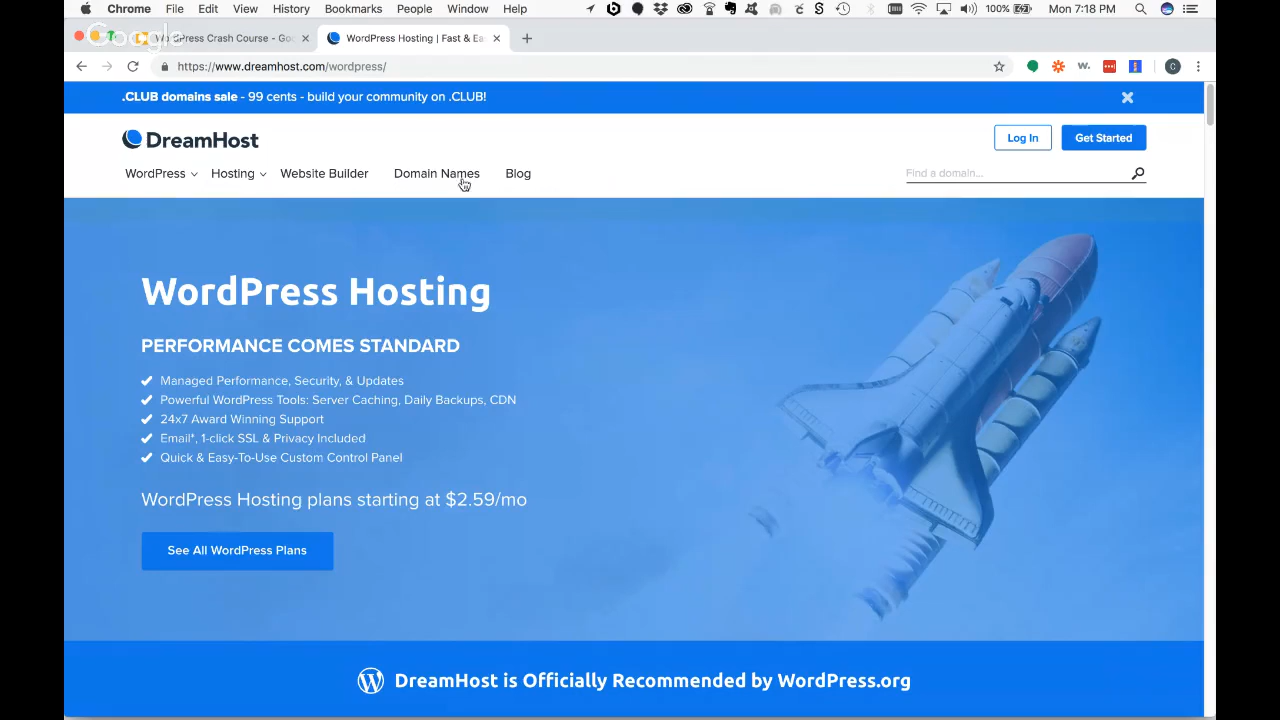 Chrome File Edit View History Bookmarks People Window Help 100% Mon 7:18 PM
Google
WordPress Crash Course - Go
WordPress Hosting | Fast & Ea
https://www.dreamhost.com/wordpress/
.CLUB domains sale - 99 cents - build your community on .CLUB!
DreamHost
Log In
Get Started
WordPress Hosting Website Builder Domain Names Blog
Find a domain...
WordPress Hosting
PERFORMANCE COMES STANDARD
Managed Performance, Security, & Updates
Powerful WordPress Tools: Server Caching, Daily Backups, CDN
24x7 Award Winning Support
Email*, 1-click SSL & Privacy Included
Quick & Easy-To-Use Custom Control Panel
WordPress Hosting plans starting at $2.59/mo
See All WordPress Plans
DreamHost is Officially Recommended by WordPress.org